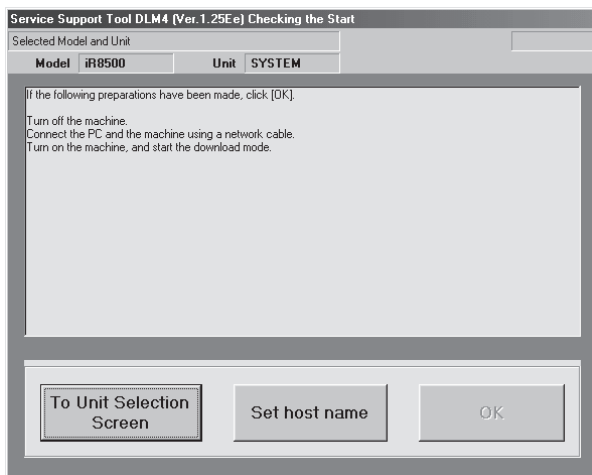 Service Support Tool DLM4 (Ver.1.25Ee) Checking the Start
Selected Model and Unit
Model iR8500 Unit SYSTEM
If the following preparations have been made, click [OK].
Turn off the machine.
Connect the PC and the machine using a network cable.
Turn on the machine, and start the download mode.
To Unit Selection
Screen
Set host name
OK